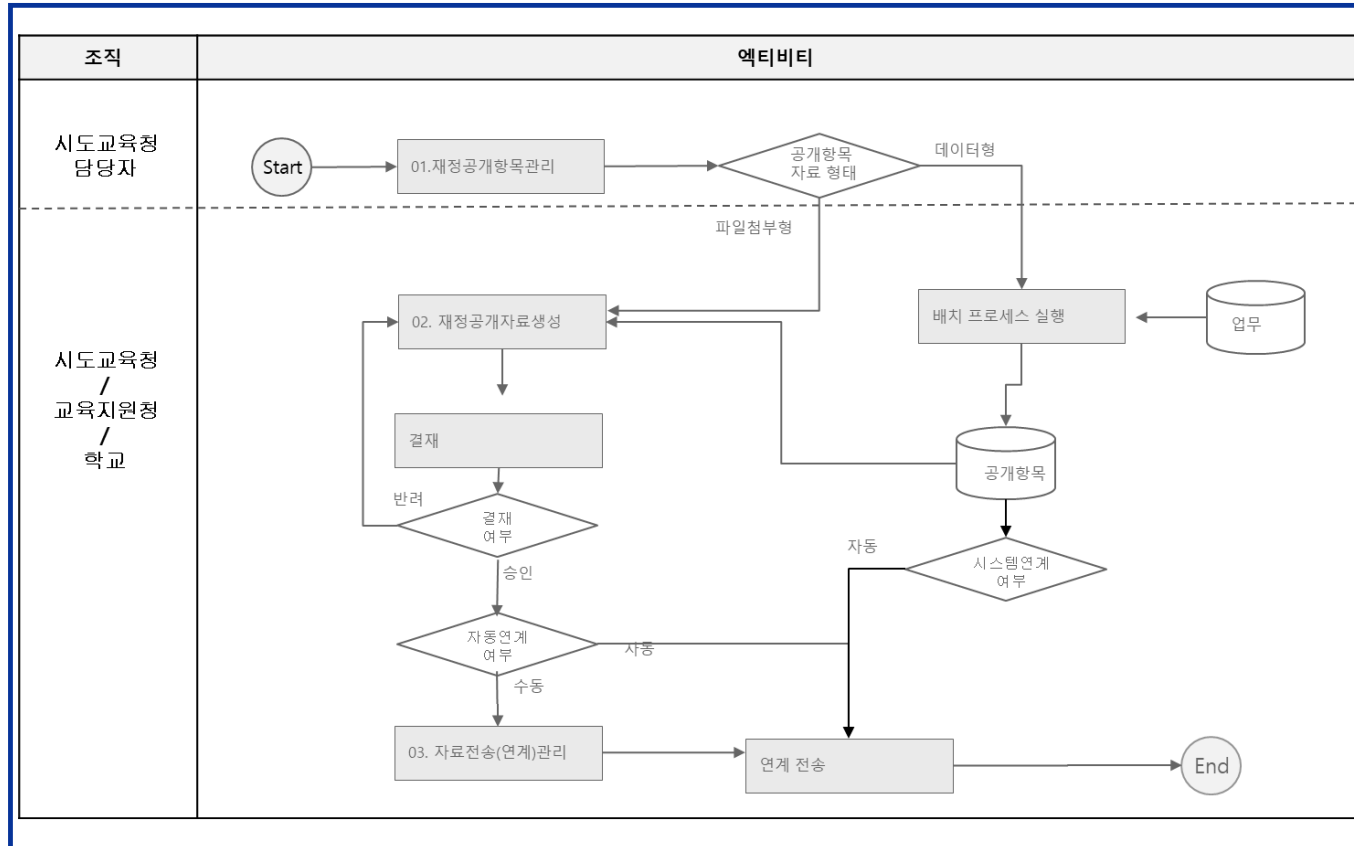 조직
엑티비티
시도교육청
담당자
Start
01.재정공개항목관리
공개항목
자료 형태
데이터형
파일첨부형
시도교육청
/
교육지원청
/
학교
02. 재정공개자료생성
배치 프로세스 실행
업무
결재
공개항목
반려
결재
여부
자동
시스템연계
여부
승인
자동연계
여부
자동
수동
03. 자료전송(연계)관리
연계 전송
End